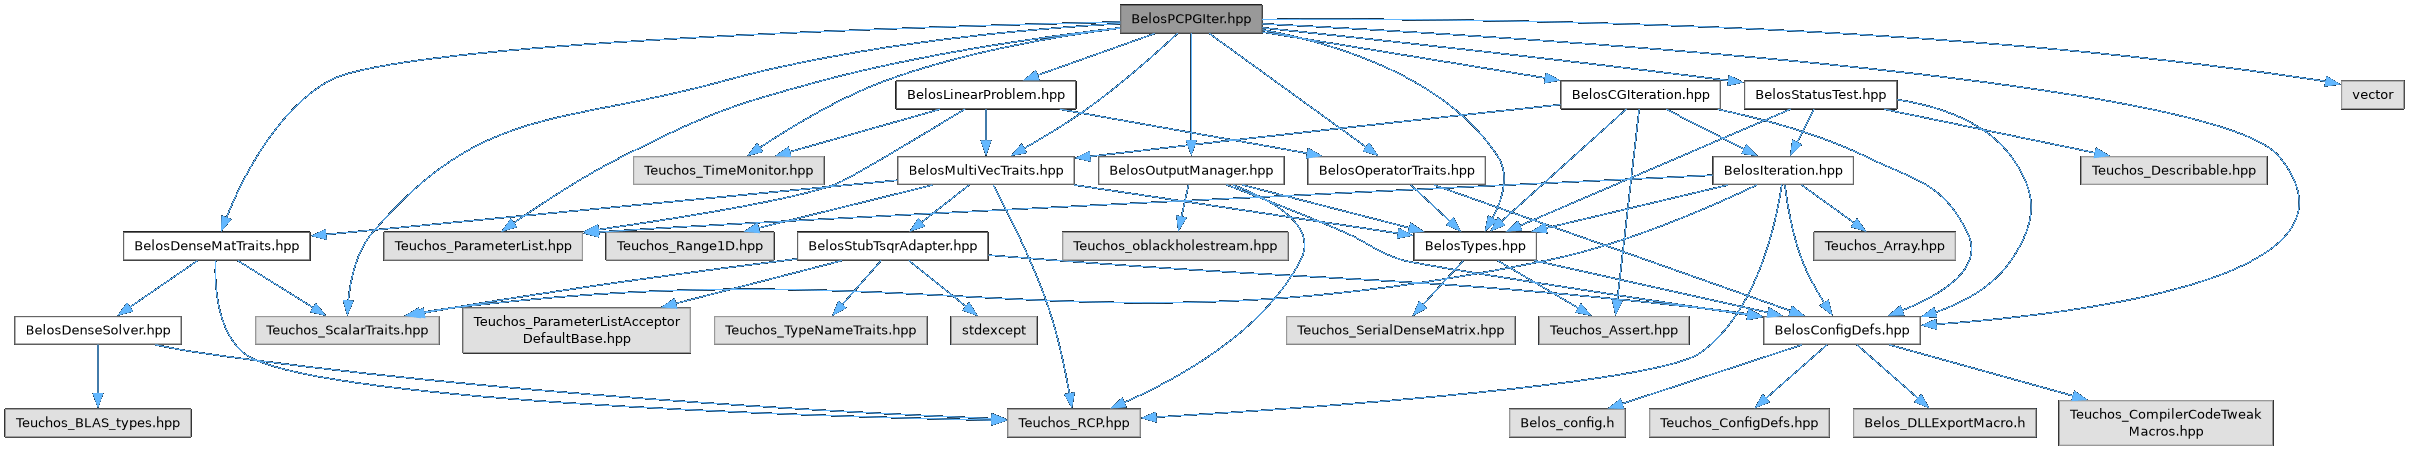 BelosPCPGIter.hpp
BelosLinearProblem.hpp
BelosCGIteration.hpp
BelosStatusTest.hpp
vector
Teuchos_TimeMonitor.hpp
BelosMultiVecTraits.hpp
BelosOutputManager.hpp
BelosOperatorTraits.hpp
BelosIteration.hpp
Teuchos_Describable.hpp
BelosDenseMatTraits.hpp
Teuchos_ParameterList.hpp
Teuchos_Range1D.hpp
BelosStubTsqrAdapter.hpp
Teuchos_oblackholestream.hpp
BelosTypes.hpp
Teuchos_Array.hpp
BelosDenseSolver.hpp
Teuchos_ScalarTraits.hpp
Teuchos_ParameterListAcceptor
DefaultBase.hpp
Teuchos_TypeNameTraits.hpp
stdexcept
Teuchos_SerialDenseMatrix.hpp
Teuchos_Assert.hpp
BelosConfigDefs.hpp
Teuchos_BLAS_types.hpp
Teuchos_RCP.hpp
Belos_config.h
Teuchos_ConfigDefs.hpp
Belos_DLLExportMacro.h
Teuchos_CompilerCodeTweak
Macros.hpp